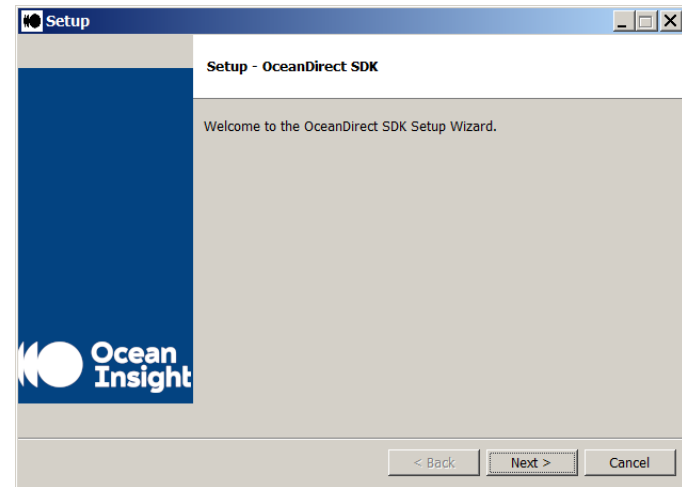 Setup
Setup - OceanDirect SDK
Welcome to the OceanDirect SDK Setup Wizard.
Ocean
Insight
< Back
Next >
Cancel